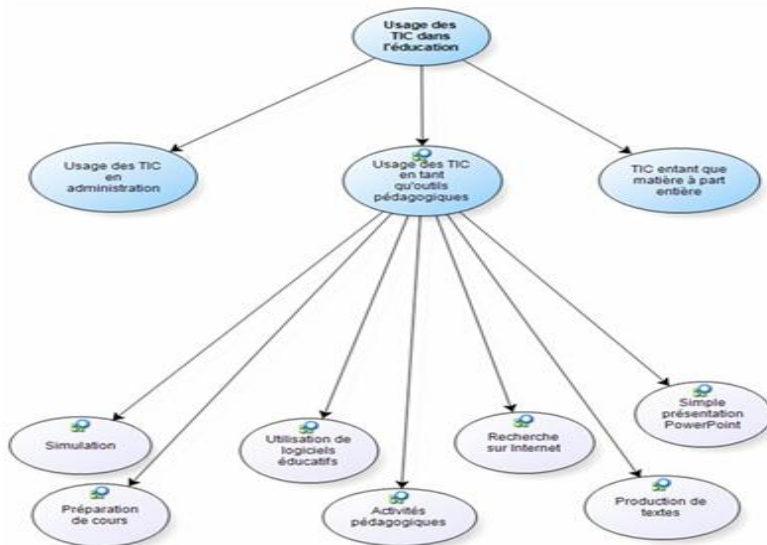 Usage des
TIC dans
l'éducation
Usage des TIC
en
administration
Usage des TIC
en tant
qu'outils
pédagogiques
TIC entant que
matière à part
entière
Simulation
Utilisation de
logiciels
éducatifs
Recherche
sur Internet
Simple
présentation
PowerPoint
Préparation
de cours
Activités
pédagogiques
Production de
textes